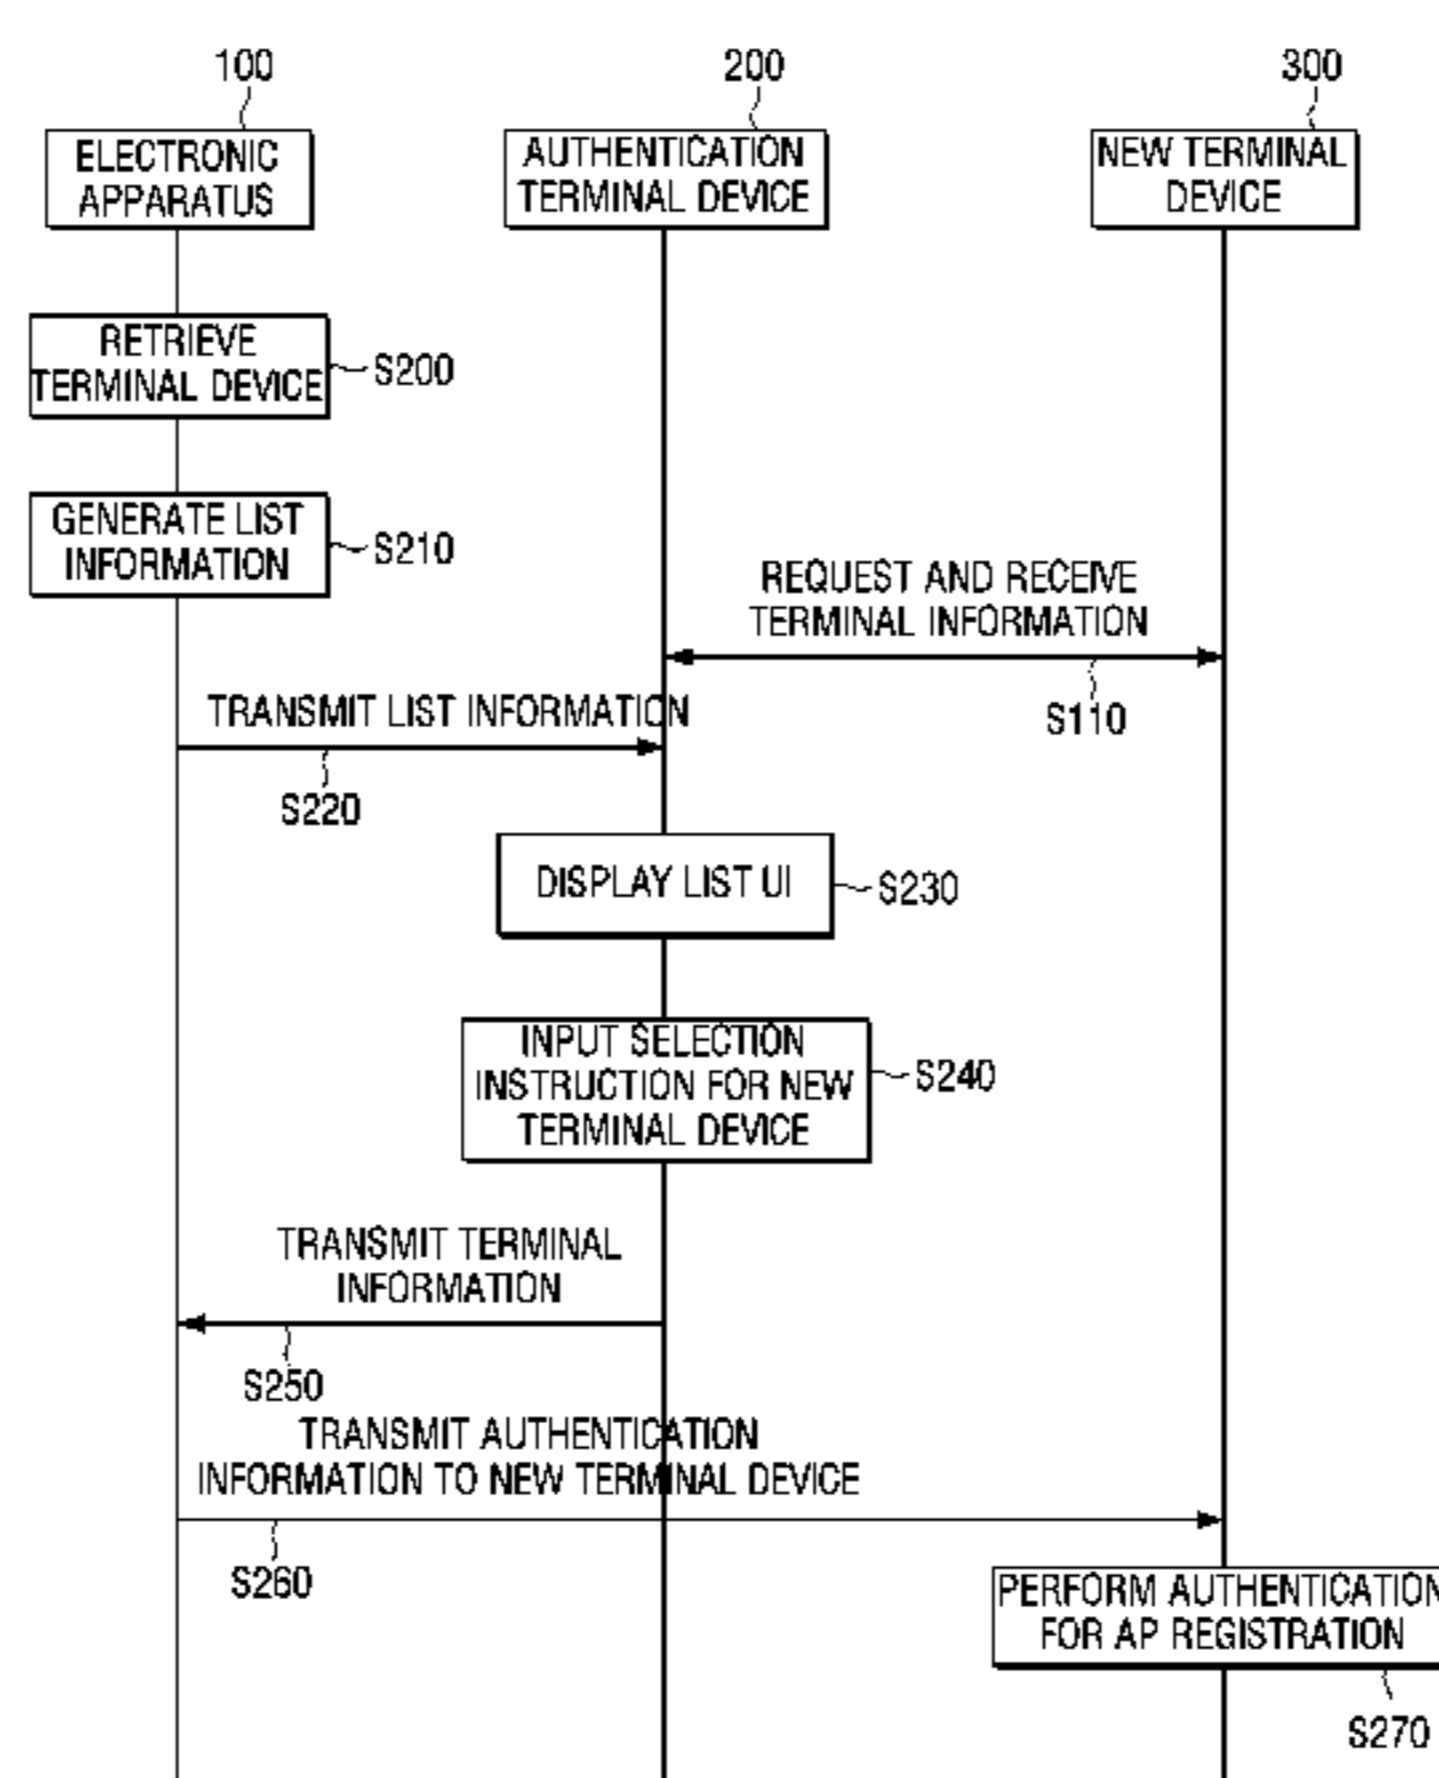 100
200
300
ELECTRONIC
APPARATUS
AUTHENTICATION
TERMINAL DEVICE
NEW TERMINAL
DEVICE
RETRIEVE
TERMINAL DEVICE
S200
GENERATE LIST
INFORMATION
S210
REQUEST AND RECEIVE
TERMINAL INFORMATION
S110
TRANSMIT LIST INFORMATION
S220
DISPLAY LIST UI
S230
INPUT SELECTION
INSTRUCTION FOR NEW
TERMINAL DEVICE
S240
TRANSMIT TERMINAL
INFORMATION
S250
TRANSMIT AUTHENTICATION
INFORMATION TO NEW TERMINAL DEVICE
S260
PERFORM AUTHENTICATION
FOR AP REGISTRATION
S270